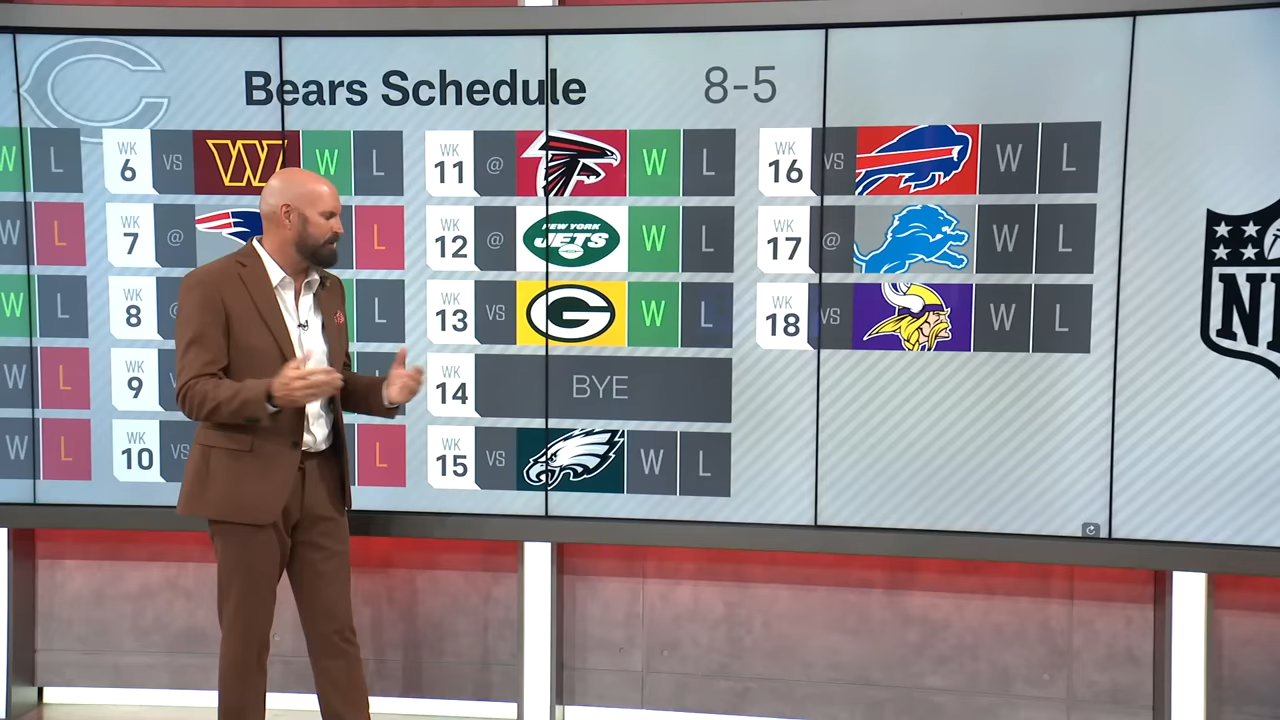 Bears Schedule 8-5
W L WK 6 VS W W L WK 11 @ W L WK 16 VS W L
W L WK 7 @ L WK 12 @ NEW YORK JETS W L WK 17 @ W L
W L WK 8 L WK 13 VS G W L WK 18 VS W L
W L WK 9 WK 14 BYE
W L WK 10 VS L WK 15 VS W L